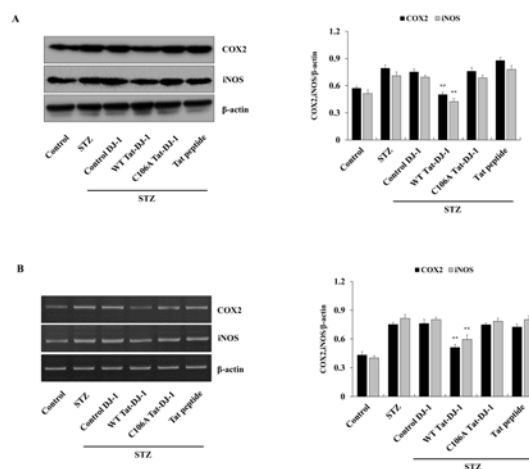 A
COX2
iNOS
β-actin
Control
STZ
Control DJ-1
WT Tat-DJ-1
C106A Tat-DJ-1
Tat peptide
STZ
COX2 iNOS
COX2,iNOS/β-actin
1.2
0.9
0.6
0.3
0
** **
Control
STZ
Control DJ-1
WT Tat-DJ-1
C106A Tat-DJ-1
Tat peptide
STZ
B
COX2
iNOS
β-actin
Control
STZ
Control DJ-1
WT Tat-DJ-1
C106A Tat-DJ-1
Tat peptide
STZ
COX2 iNOS
COX2,iNOS/β-actin
1.2
0.9
0.6
0.3
0
** **
Control
STZ
Control DJ-1
WT Tat-DJ-1
C106A Tat-DJ-1
Tat peptide
STZ